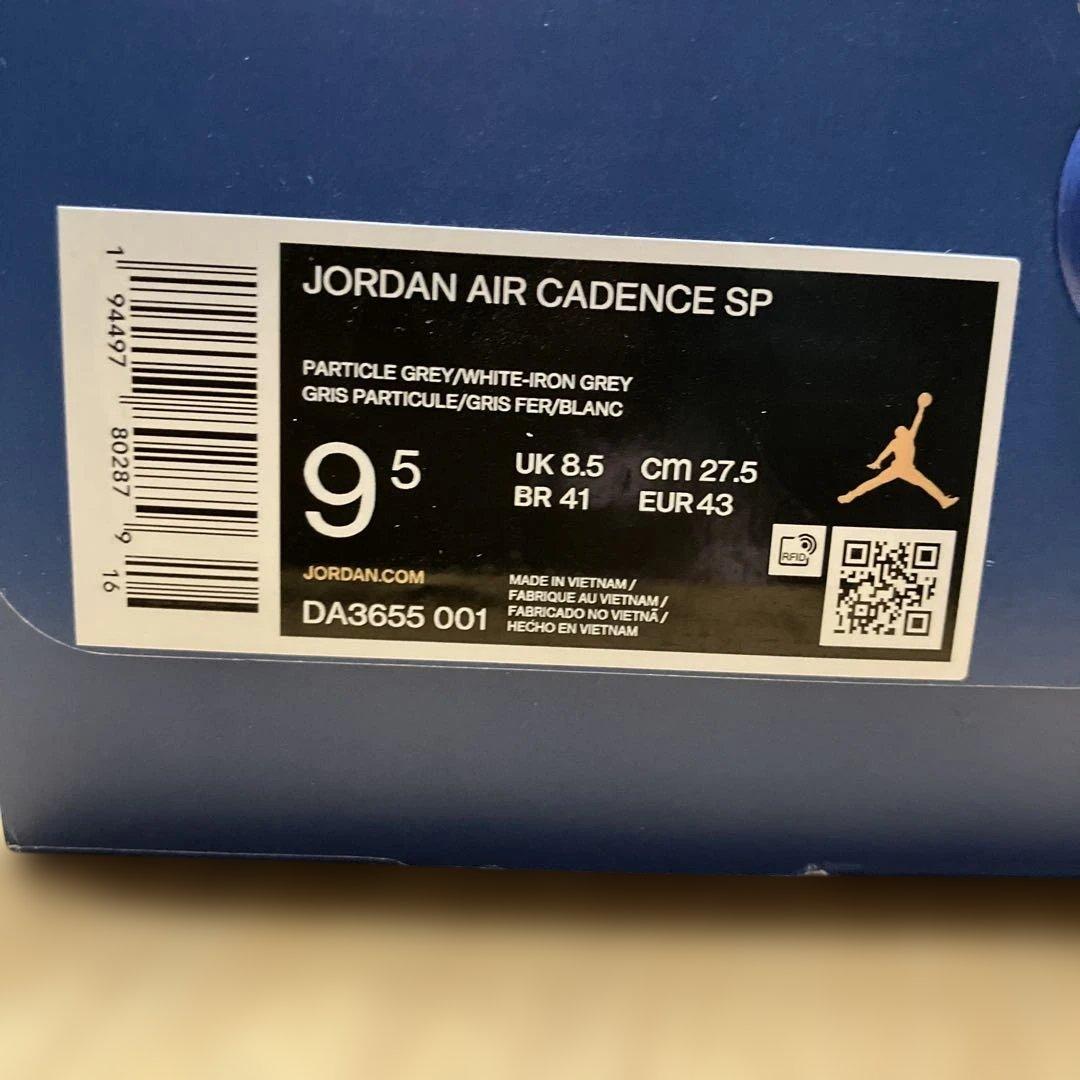 JORDAN AIR CADENCE SP
PARTICLE GREY/WHITE-IRON GREY
GRIS PARTICULE/GRIS FER/BLANC
9 5
UK 8.5 cm 27.5
BR 41 EUR 43
RFID
JORDAN.COM
DA3655 001
MADE IN VIETNAM /
FABRIQUE AU VIETNAM /
FABRICADO NO VIETNÃ /
HECHO EN VIETNAM
1 94497 80287 9 16